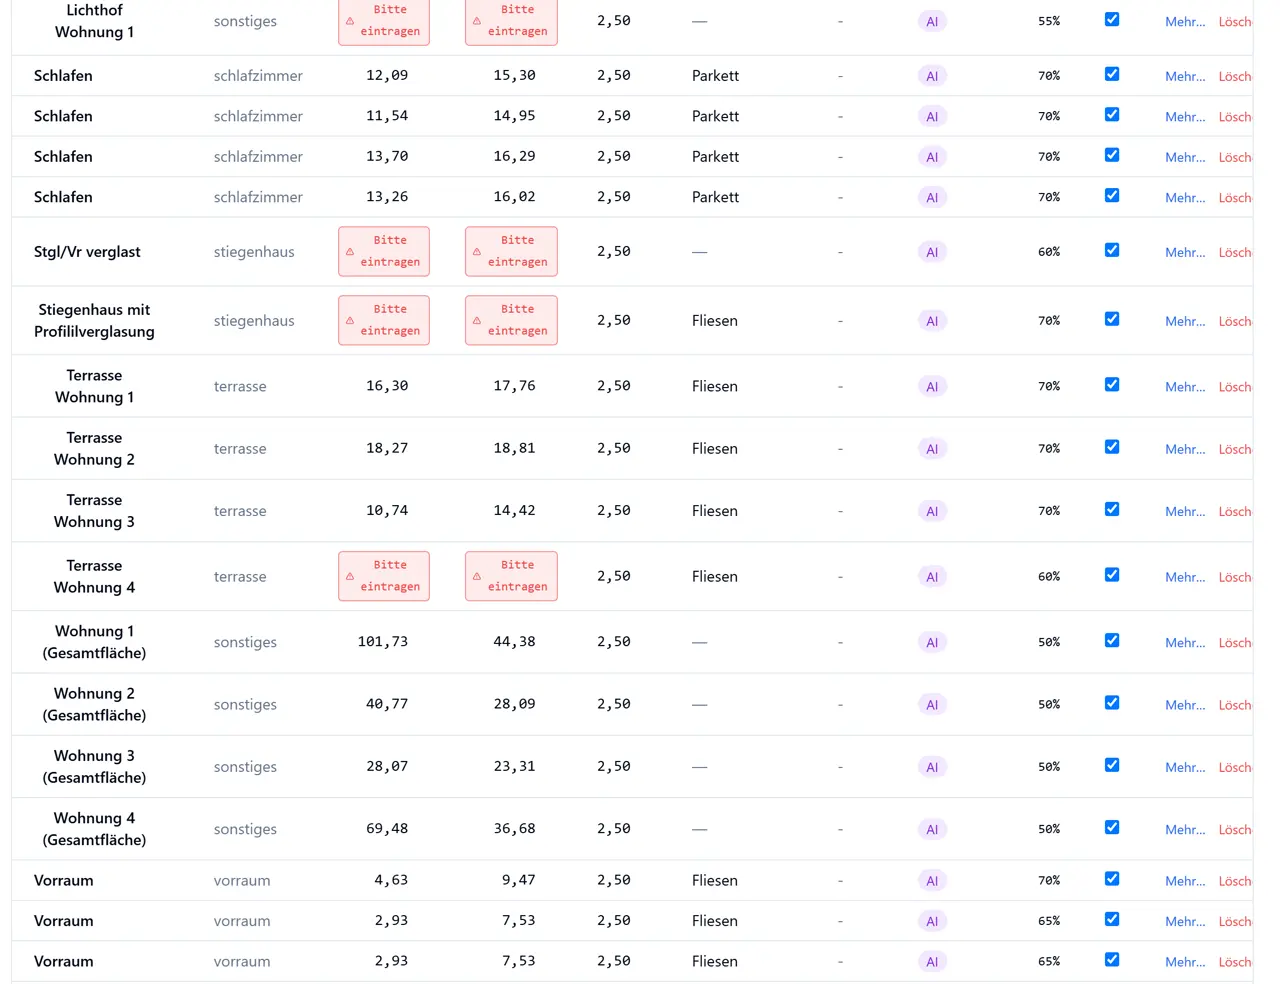 Lichthof
Wohnung 1 sonstiges Bitte eintragen Bitte eintragen 2,50 — - AI 55% Mehr... Lösch
Schlafen schlafzimmer 12,09 15,30 2,50 Parkett - AI 70% Mehr... Lösch
Schlafen schlafzimmer 11,54 14,95 2,50 Parkett - AI 70% Mehr... Lösch
Schlafen schlafzimmer 13,70 16,29 2,50 Parkett - AI 70% Mehr... Lösch
Schlafen schlafzimmer 13,26 16,02 2,50 Parkett - AI 70% Mehr... Lösch
Stgl/Vr verglast stiegenhaus Bitte eintragen Bitte eintragen 2,50 — - AI 60% Mehr... Lösch
Stiegenhaus mit
Profililverglasung stiegenhaus Bitte eintragen Bitte eintragen 2,50 Fliesen - AI 70% Mehr... Lösch
Terrasse
Wohnung 1 terrasse 16,30 17,76 2,50 Fliesen - AI 70% Mehr... Lösch
Terrasse
Wohnung 2 terrasse 18,27 18,81 2,50 Fliesen - AI 70% Mehr... Lösch
Terrasse
Wohnung 3 terrasse 10,74 14,42 2,50 Fliesen - AI 70% Mehr... Lösch
Terrasse
Wohnung 4 terrasse Bitte eintragen Bitte eintragen 2,50 Fliesen - AI 60% Mehr... Lösch
Wohnung 1
(Gesamtfläche) sonstiges 101,73 44,38 2,50 — - AI 50% Mehr... Lösch
Wohnung 2
(Gesamtfläche) sonstiges 40,77 28,09 2,50 — - AI 50% Mehr... Lösch
Wohnung 3
(Gesamtfläche) sonstiges 28,07 23,31 2,50 — - AI 50% Mehr... Lösch
Wohnung 4
(Gesamtfläche) sonstiges 69,48 36,68 2,50 — - AI 50% Mehr... Lösch
Vorraum vorraum 4,63 9,47 2,50 Fliesen - AI 70% Mehr... Lösch
Vorraum vorraum 2,93 7,53 2,50 Fliesen - AI 65% Mehr... Lösch
Vorraum vorraum 2,93 7,53 2,50 Fliesen - AI 65% Mehr... Lösch